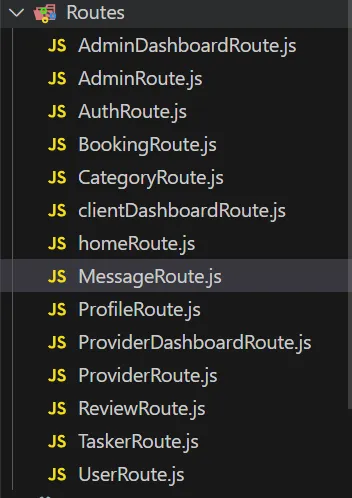 Routes
JS AdminDashboardRoute.js
JS AdminRoute.js
JS AuthRoute.js
JS BookingRoute.js
JS CategoryRoute.js
JS clientDashboardRoute.js
JS homeRoute.js
JS MessageRoute.js
JS ProfileRoute.js
JS ProviderDashboardRoute.js
JS ProviderRoute.js
JS ReviewRoute.js
JS TaskerRoute.js
JS UserRoute.js